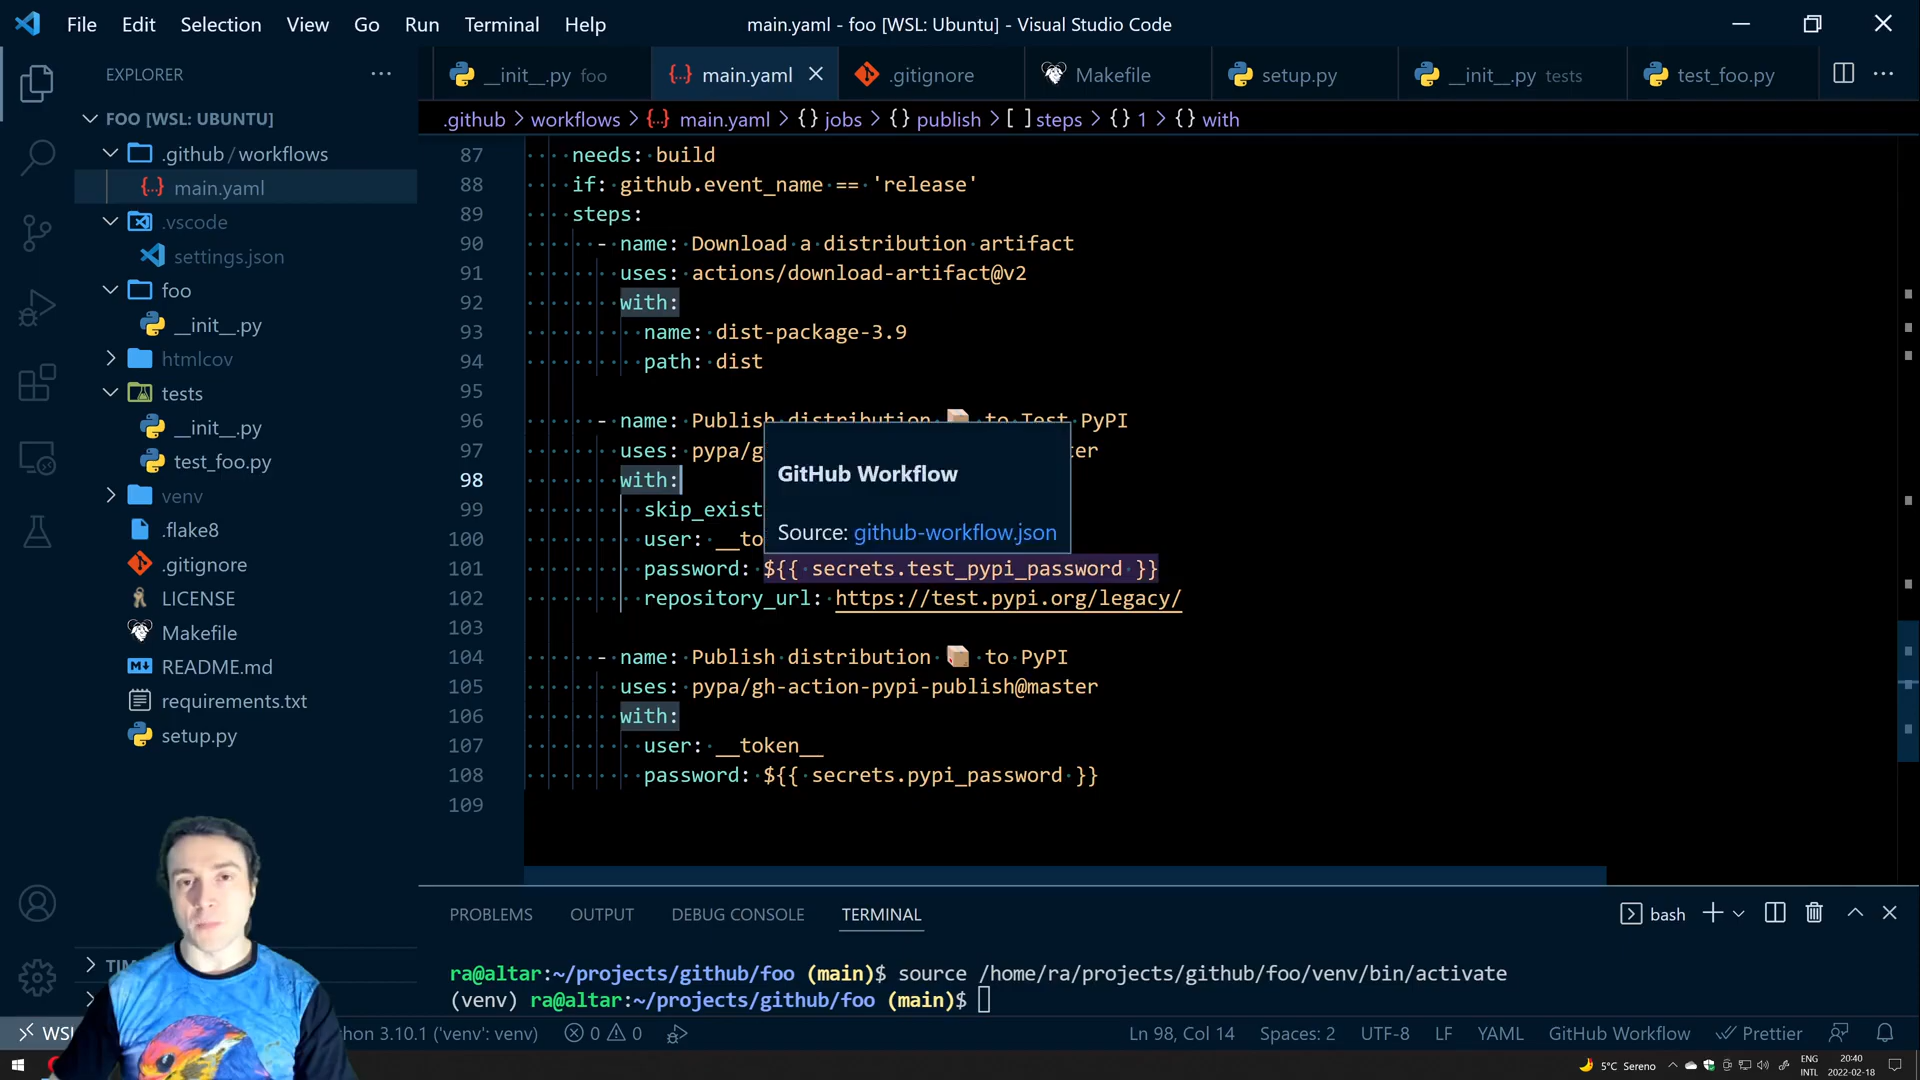 File Edit Selection View Go Run Terminal Help
main.yaml - foo [WSL: Ubuntu] - Visual Studio Code
EXPLORER
FOO [WSL: UBUNTU]
.github / workflows
main.yaml
.vscode
settings.json
foo
__init__.py
htmlcov
tests
__init__.py
test_foo.py
venv
.flake8
.gitignore
LICENSE
Makefile
README.md
requirements.txt
setup.py
__init__.py foo
main.yaml
.gitignore
Makefile
setup.py
__init__.py tests
test_foo.py
.github > workflows > main.yaml > {} jobs > {} publish > [ ] steps > {} 1 > {} with
87 needs: build
88 if: github.event_name == 'release'
89 steps:
90 - name: Download a distribution artifact
91 uses: actions/download-artifact@v2
92 with:
93 name: dist-package-3.9
94 path: dist
95
96 - name: Publish distribution 📦 to Test PyPI
97 uses: pypa/g
98 with:
99 skip_exist
100 user: __to
101 password: ${{ secrets.test_pypi_password }}
102 repository_url: https://test.pypi.org/legacy/
103
104 - name: Publish distribution 📦 to PyPI
105 uses: pypa/gh-action-pypi-publish@master
106 with:
107 user: __token__
108 password: ${{ secrets.pypi_password }}
109
GitHub Workflow
Source: github-workflow.json
PROBLEMS OUTPUT DEBUG CONSOLE TERMINAL
bash
ra@altar:~/projects/github/foo (main)$ source /home/ra/projects/github/foo/venv/bin/activate
(venv) ra@altar:~/projects/github/foo (main)$
WSL
thon 3.10.1 ('venv': venv)
0 0
Ln 98, Col 14 Spaces: 2 UTF-8 LF YAML GitHub Workflow Prettier
5°C Sereno
ENG
INTL
20:40
2022-02-18